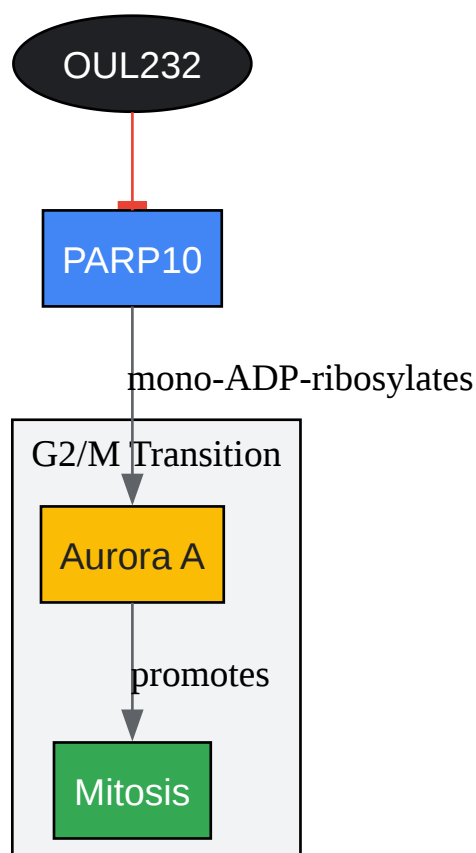 OUL232
PARP10
mono-ADP-ribosylates
G2/M Transition
Aurora A
promotes
Mitosis